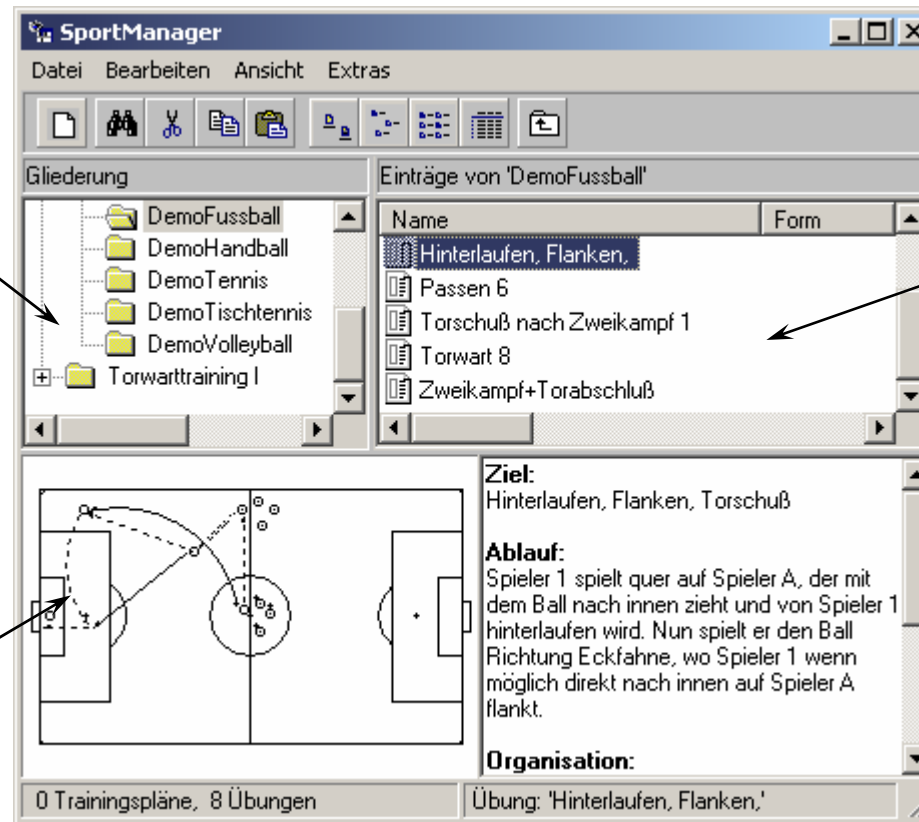 SportManager
Datei Bearbeiten Ansicht Extras
Gliederung
Einträge von 'DemoFussball'
DemoFussball
DemoHandball
DemoTennis
DemoTischtennis
DemoVolleyball
Torwarttraining I
Name Form
Hinterlaufen, Flanken,
Passen 6
Torschuß nach Zweikampf 1
Torwart 8
Zweikampf+Torabschluß
Ziel:
Hinterlaufen, Flanken, Torschuß
Ablauf:
Spieler 1 spielt quer auf Spieler A, der mit
dem Ball nach innen zieht und von Spieler 1
hinterlaufen wird. Nun spielt er den Ball
Richtung Eckfahne, wo Spieler 1 wenn
möglich direkt nach innen auf Spieler A
flankt.
Organisation:
0 Trainingspläne, 8 Übungen
Übung: 'Hinterlaufen, Flanken,'